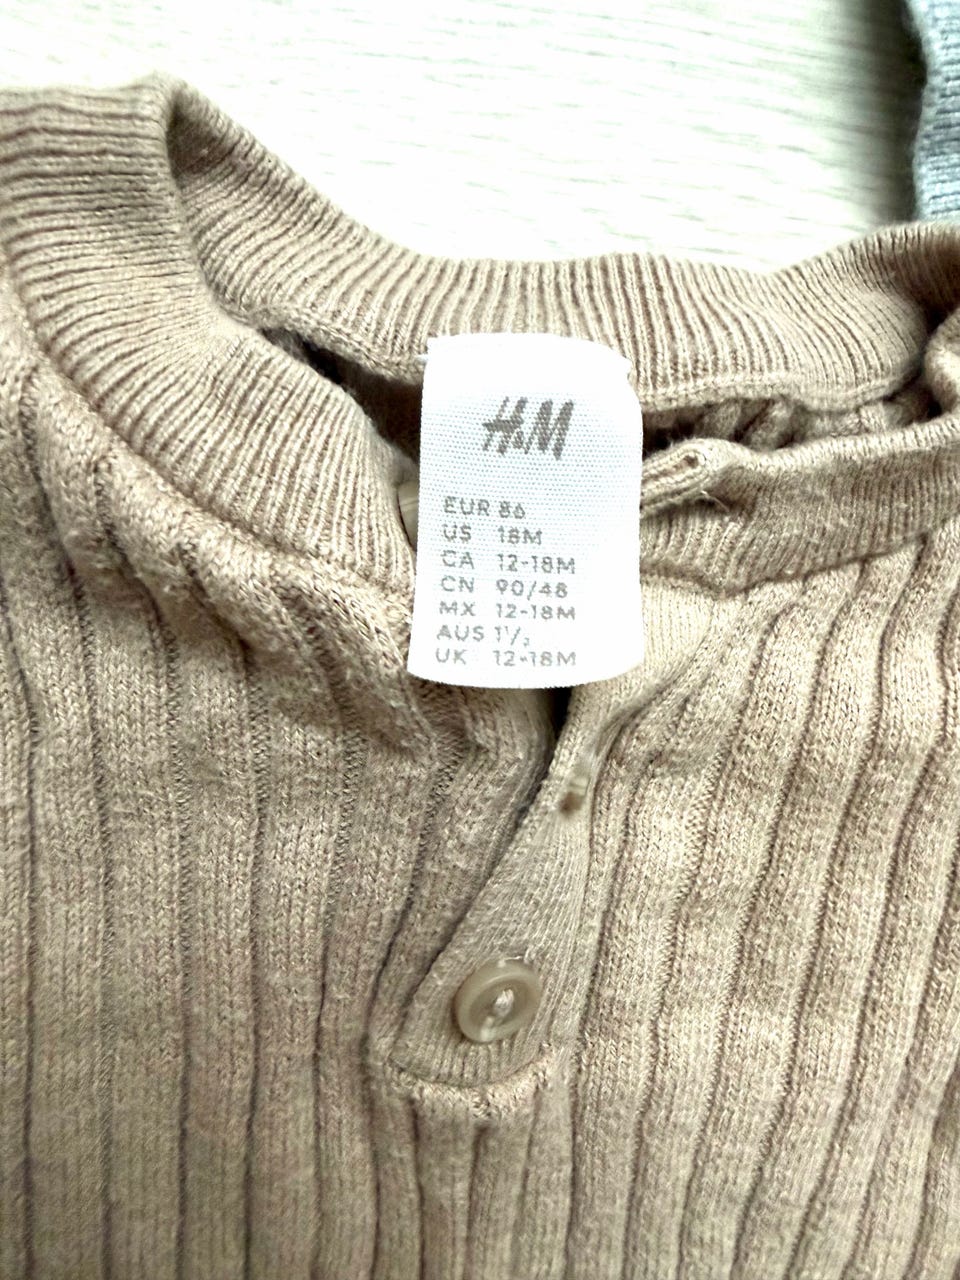 H&M
EUR 86
US 18M
CA 12-18M
CN 90/48
MX 12-18M
AUS 1½
UK 12-18M